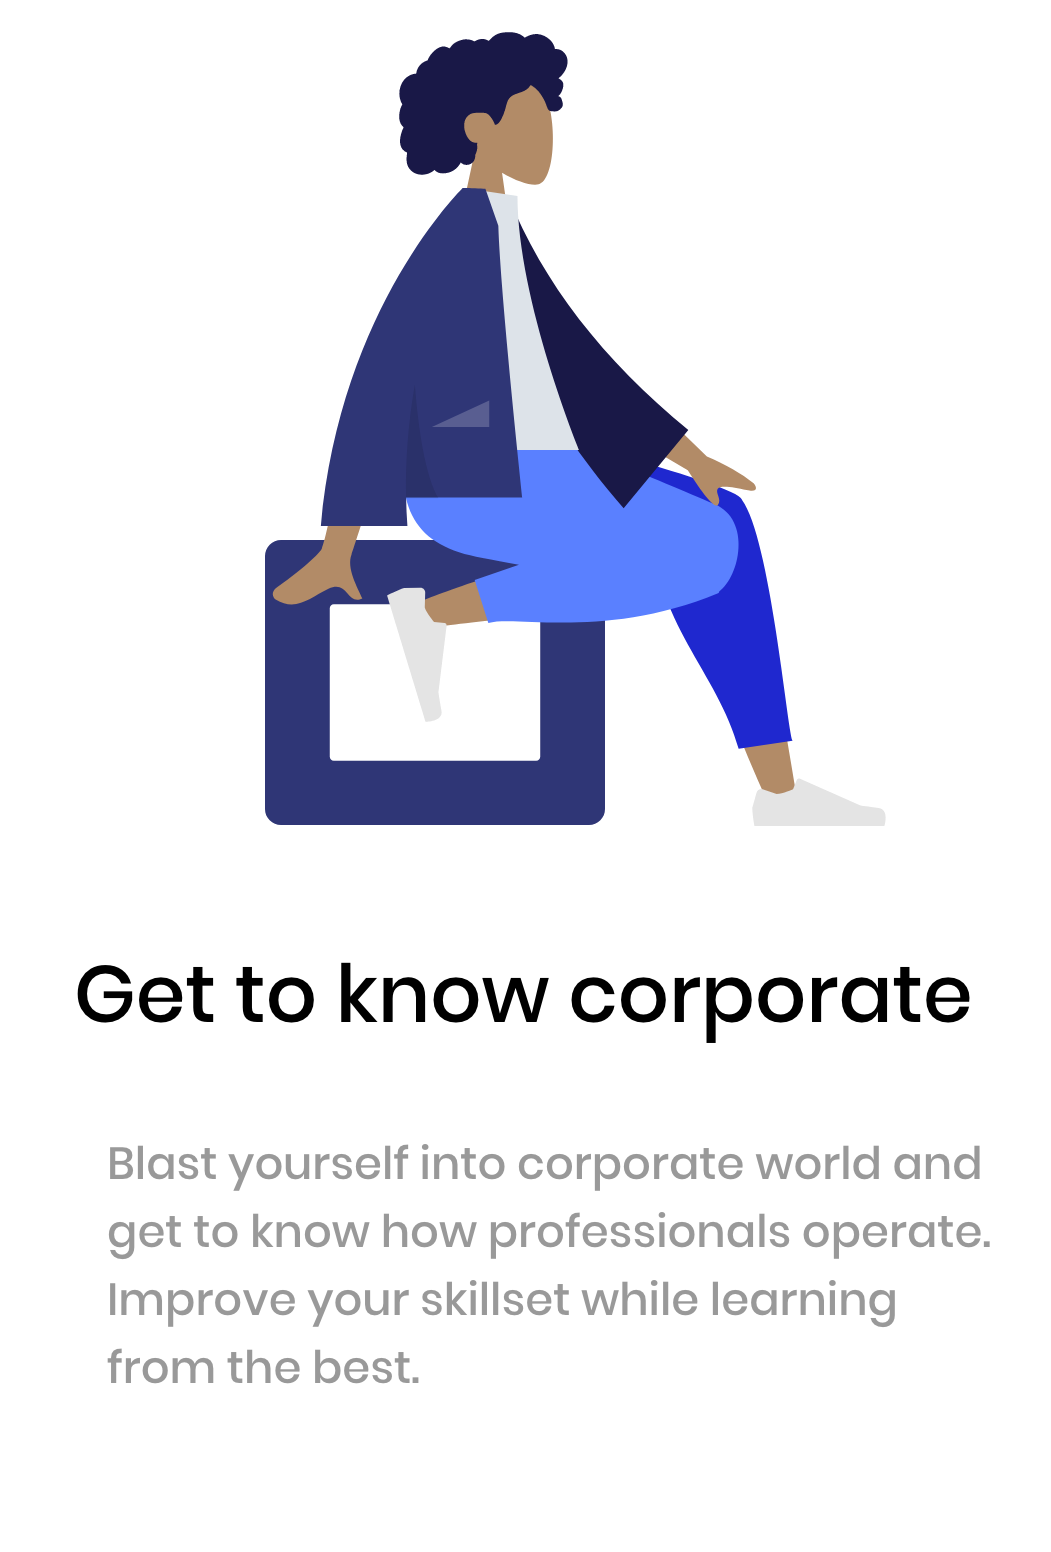 Get to know corporate
Blast yourself into corporate world and
get to know how professionals operate.
Improve your skillset while learning
from the best.